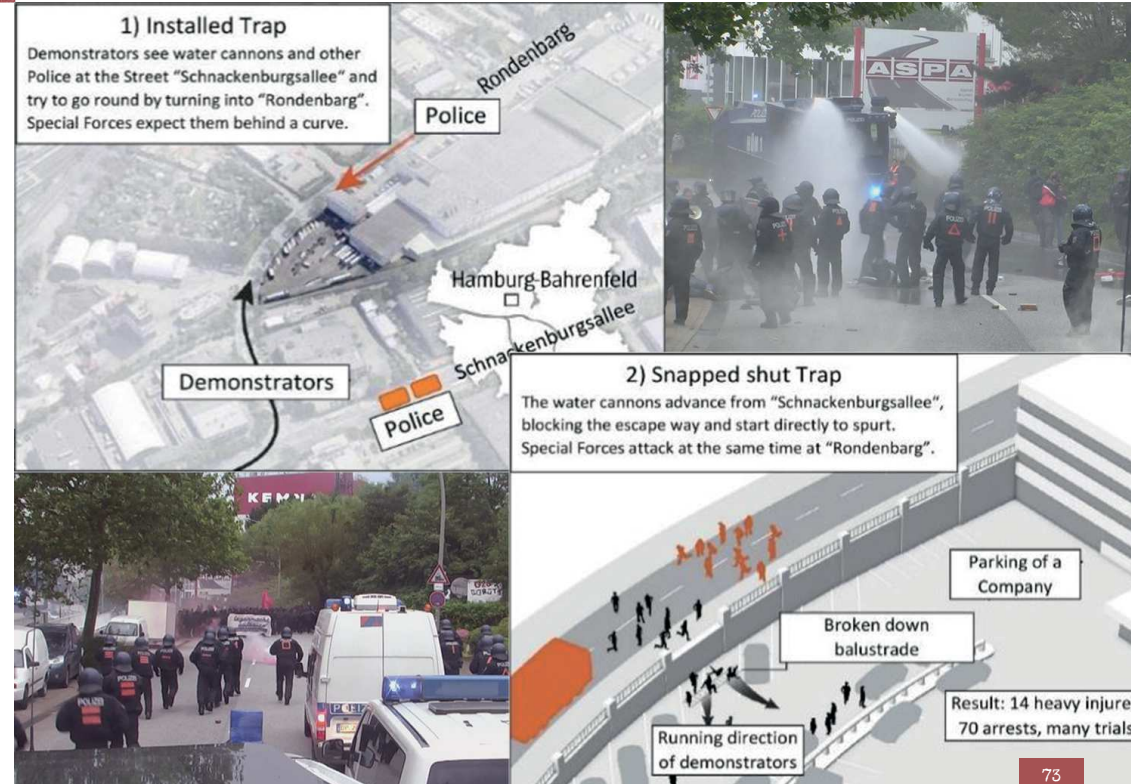 1) Installed Trap
Demonstrators see water cannons and other
Police at the Street “Schnackenburgsallee” and
try to go round by turning into “Rondenbarg”.
Special Forces expect them behind a curve.
Rondenbarg
Police
Hamburg-Bahrenfeld
Schnackenburgsallee
Demonstrators
Police
ASPA
POLIZEI
POLIZEI
2) Snapped shut Trap
The water cannons advance from “Schnackenburgsallee”,
blocking the escape way and start directly to spurt.
Special Forces attack at the same time at “Rondenbarg”.
POLIZEI
Parking of a
Company
Broken down
balustrade
Running direction
of demonstrators
Result: 14 heavy injure
70 arrests, many trials
73